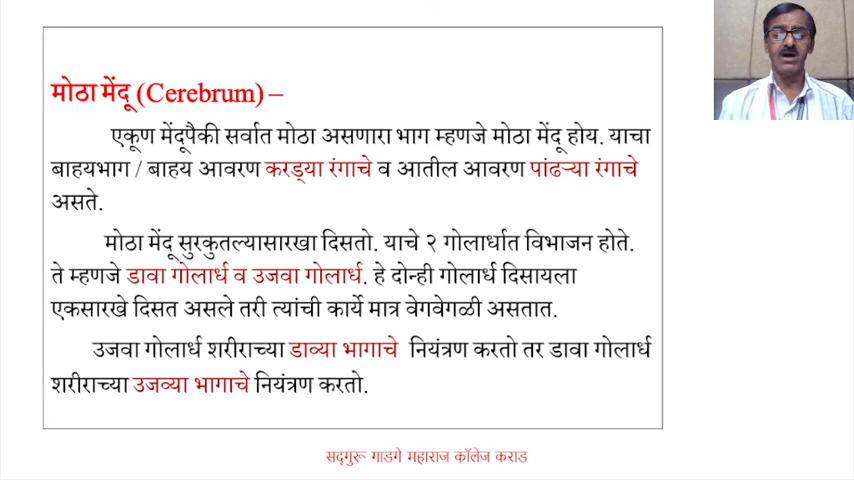 मोठा मेंदू (Cerebrum) –
एकूण मेंदूपैकी सर्वात मोठा असणारा भाग म्हणजे मोठा मेंदू होय. याचा
बाहयभाग / बाहय आवरण करड्या रंगाचे व आतील आवरण पांढऱ्या रंगाचे
असते.
मोठा मेंदू सुरकुतल्यासारखा दिसतो. याचे २ गोलार्धात विभाजन होते.
ते म्हणजे डावा गोलार्ध व उजवा गोलार्ध. हे दोन्ही गोलार्ध दिसायला
एकसारखे दिसत असले तरी त्यांची कार्ये मात्र वेगवेगळी असतात.
उजवा गोलार्ध शरीराच्या डाव्या भागाचे नियंत्रण करतो तर डावा गोलार्ध
शरीराच्या उजव्या भागाचे नियंत्रण करतो.
सद्गुरू गाडगे महाराज कॉलेज कराड